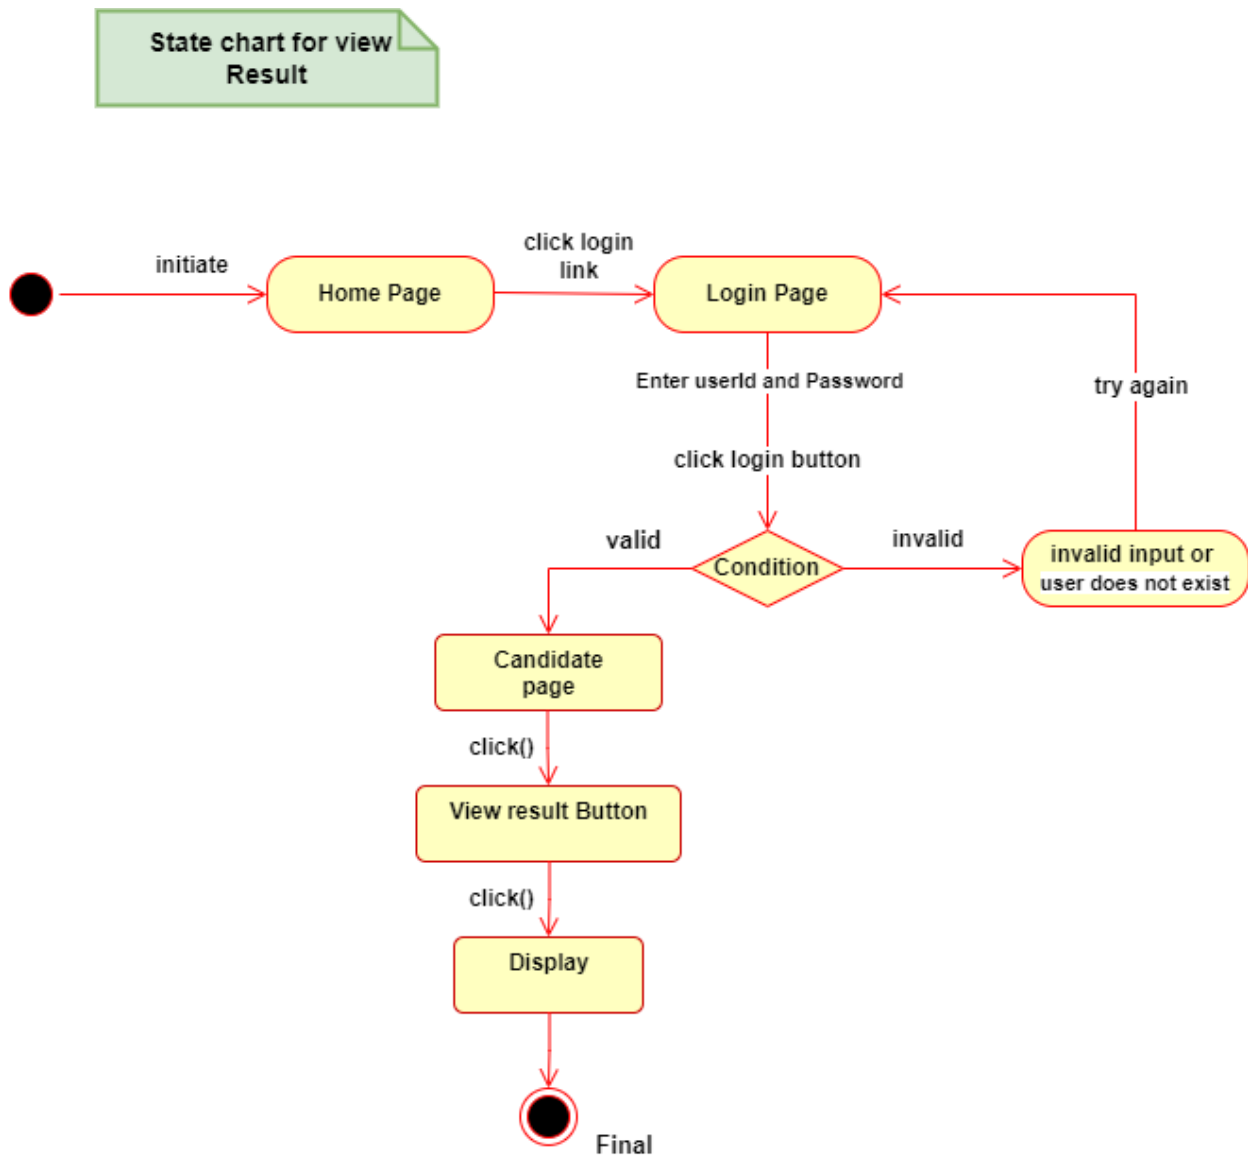 State chart for view
Result
initiate
Home Page
click login
link
Login Page
Enter userId and Password
try again
click login button
valid
Condition
invalid
invalid input or
user does not exist
Candidate
page
click()
View result Button
click()
Display
Final